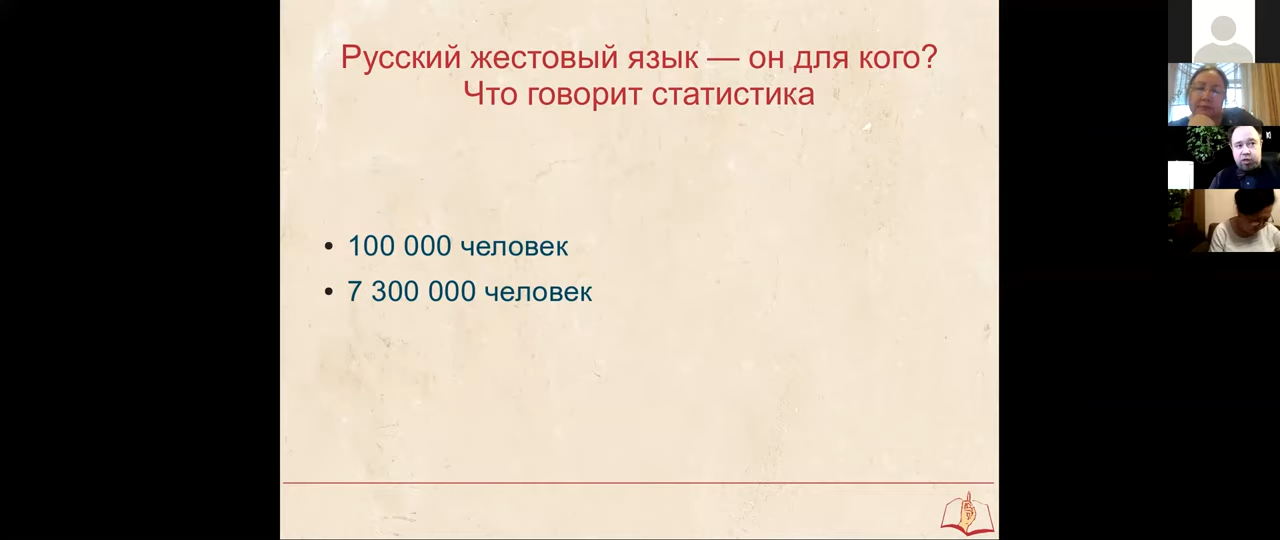 Русский жестовый язык — он для кого?
Что говорит статистика
• 100 000 человек
• 7 300 000 человек